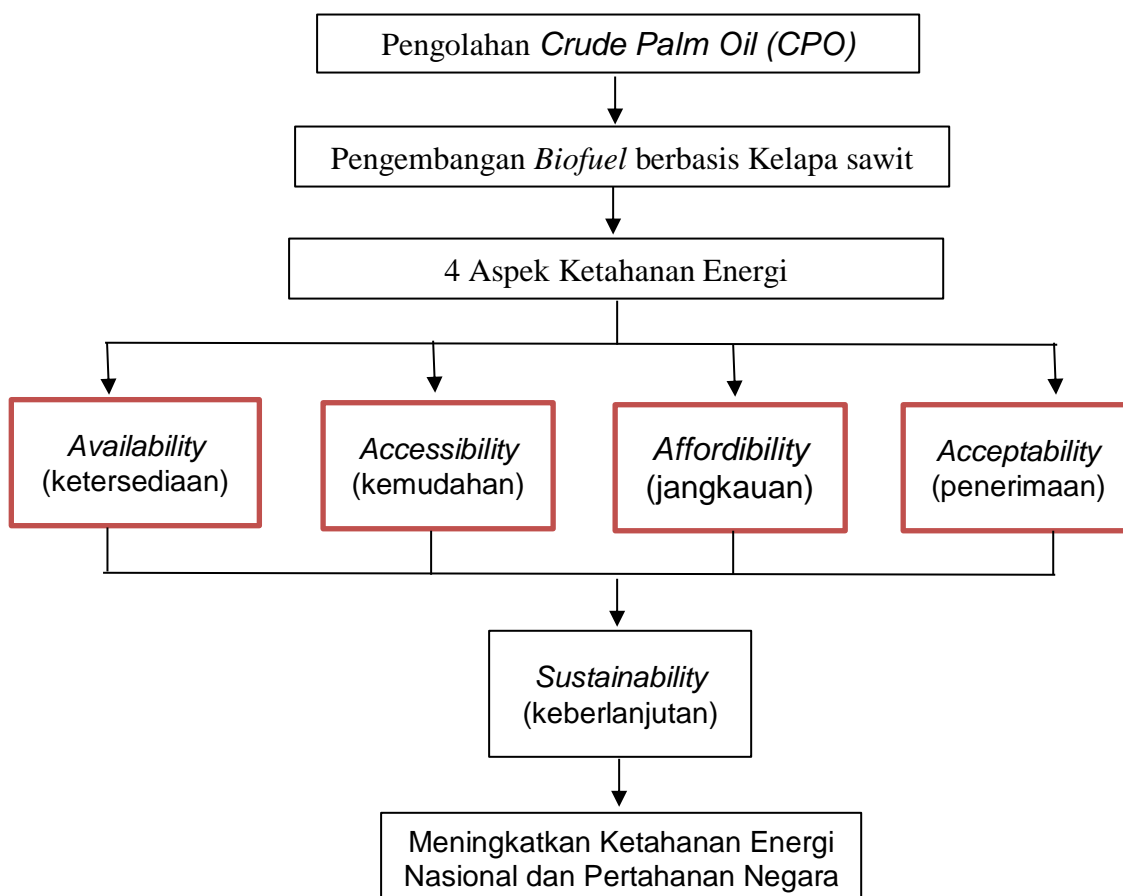 Pengolahan Crude Palm Oil (CPO)
Pengembangan Biofuel berbasis Kelapa sawit
4 Aspek Ketahanan Energi
Availability
(ketersediaan)
Accessibility
(kemudahan)
Affordibility
(jangkauan)
Acceptability
(penerimaan)
Sustainability
(keberlanjutan)
Meningkatkan Ketahanan Energi
Nasional dan Pertahanan Negara